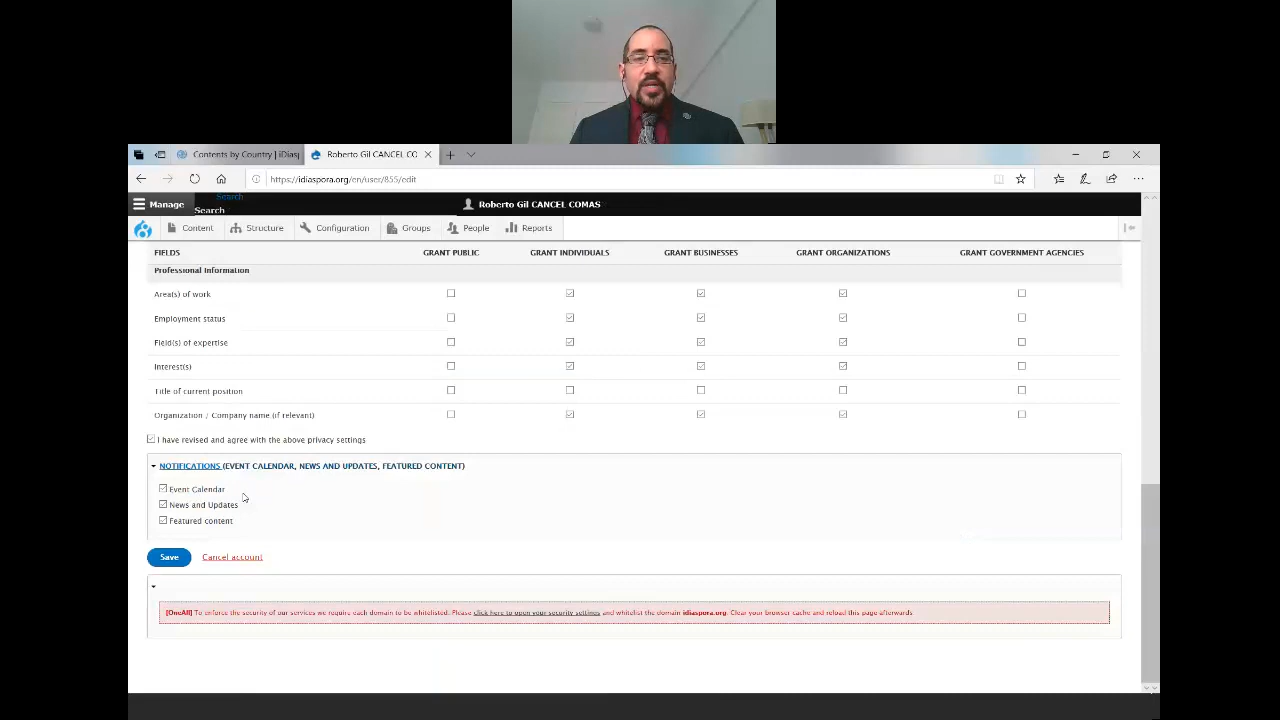 Contents by Country | iDiasp
Roberto Gil CANCEL CO
https://idiaspora.org/en/user/855/edit
Manage
Search
Search
Roberto Gil CANCEL COMAS
Content Structure Configuration Groups People Reports
FIELDS GRANT PUBLIC GRANT INDIVIDUALS GRANT BUSINESSES GRANT ORGANIZATIONS GRANT GOVERNMENT AGENCIES
Professional Information
Area(s) of work
Employment status
Field(s) of expertise
Interest(s)
Title of current position
Organization / Company name (if relevant)
I have revised and agree with the above privacy settings
NOTIFICATIONS (EVENT CALENDAR, NEWS AND UPDATES, FEATURED CONTENT)
Event Calendar
News and Updates
Featured content
Save Cancel account
[OneAll] To enforce the security of our services we require each domain to be whitelisted. Please click here to open your security settings and whitelist the domain idiaspora.org. Clear your browser cache and reload this page afterwards